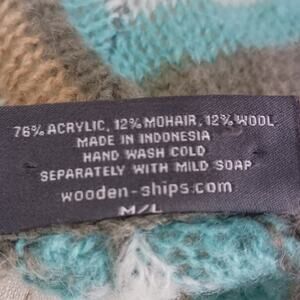 76% ACRYLIC, 12% MOHAIR, 12% WOOL
MADE IN INDONESIA
HAND WASH COLD
SEPARATELY WITH MILD SOAP
wooden-ships.com
M/L